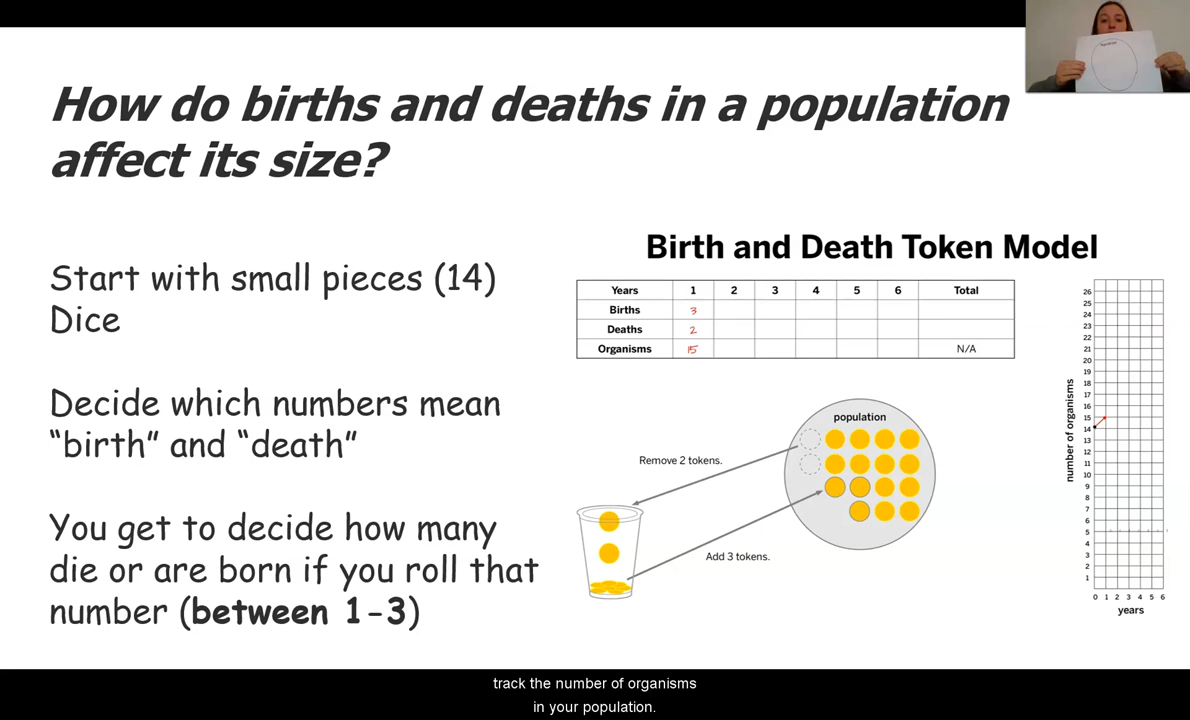 How do births and deaths in a population
affect its size?
Start with small pieces (14)
Dice
Decide which numbers mean
“birth” and “death”
You get to decide how many
die or are born if you roll that
number (between 1-3)
Birth and Death Token Model
Years 1 2 3 4 5 6 Total
Births 3
Deaths 2
Organisms 15 N/A
population
Remove 2 tokens.
Add 3 tokens.
number of organisms
26
25
24
23
22
21
20
19
18
17
16
15
14
13
12
11
10
9
8
7
6
5
4
3
2
1
0 1 2 3 4 5 6
years
track the number of organisms
in your population.